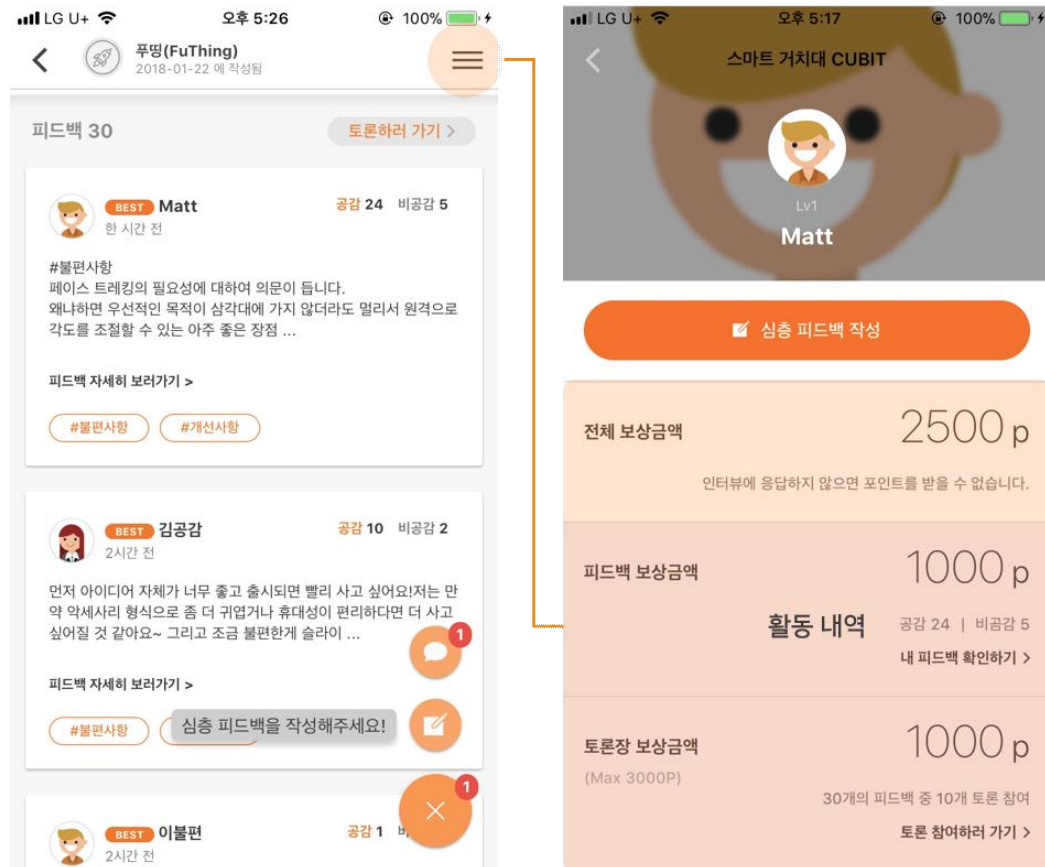 LG U+ 오후 5:26 100%
푸띵(FuThing)
2018-01-22 에 작성됨
피드백 30 토론하러 가기 >
BEST Matt 공감 24 비공감 5
한 시간 전
#불편사항
페이스 트레킹의 필요성에 대하여 의문이 듭니다.
왜냐하면 우선적인 목적이 삼각대에 가지 않더라도 멀리서 원격으로
각도를 조절할 수 있는 아주 좋은 장점 ...
피드백 자세히 보러가기 >
#불편사항 #개선사항
BEST 김공감 공감 10 비공감 2
2시간 전
먼저 아이디어 자체가 너무 좋고 출시되면 빨리 사고 싶어요!저는 만
약 악세사리 형식으로 좀 더 귀엽거나 휴대성이 편리하다면 더 사고
싶어질 것 같아요~ 그리고 조금 불편한게 슬라이 ...
1
피드백 자세히 보러가기 >
#불편사항
심층 피드백을 작성해주세요!
1
BEST 이불편 공감 1
2시간 전
LG U+ 오후 5:17 100%
스마트 거치대 CUBIT
Lv1
Matt
심층 피드백 작성
전체 보상금액 2500 p
인터뷰에 응답하지 않으면 포인트를 받을 수 없습니다.
피드백 보상금액 1000 p
활동 내역 공감 24 | 비공감 5
내 피드백 확인하기 >
토론장 보상금액 1000 p
(Max 3000P)
30개의 피드백 중 10개 토론 참여
토론 참여하러 가기 >